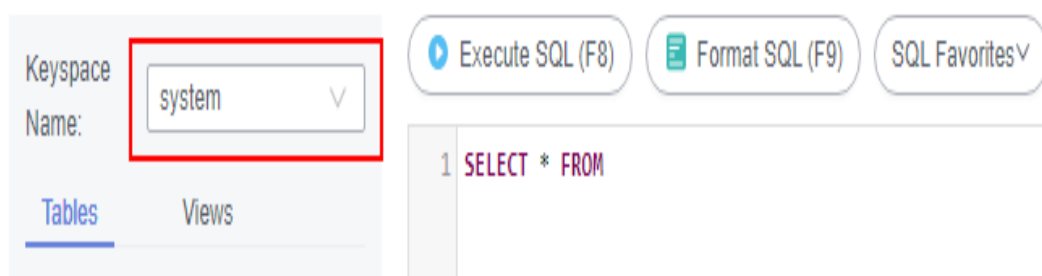 Keyspace
Name:
system
Tables Views
Execute SQL (F8) Format SQL (F9) SQL Favorites
1 SELECT * FROM